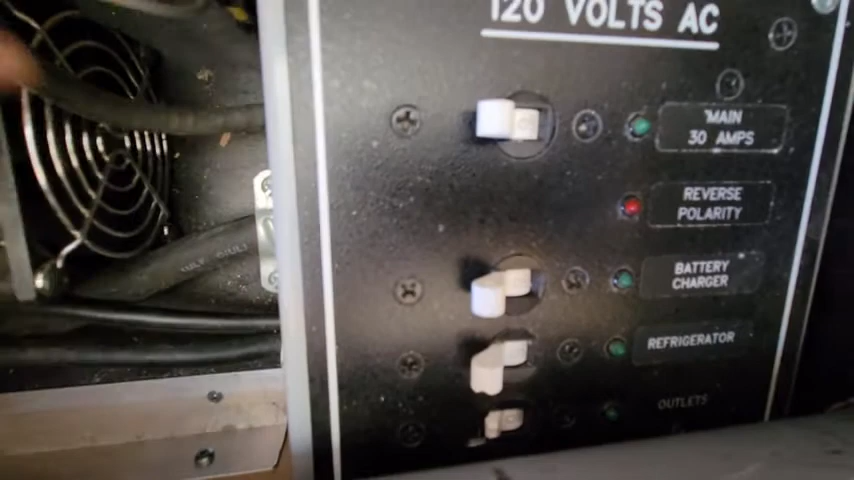 120 VOLTS AC
MAIN
30 AMPS
REVERSE
POLARITY
BATTERY
CHARGER
REFRIGERATOR
OUTLETS